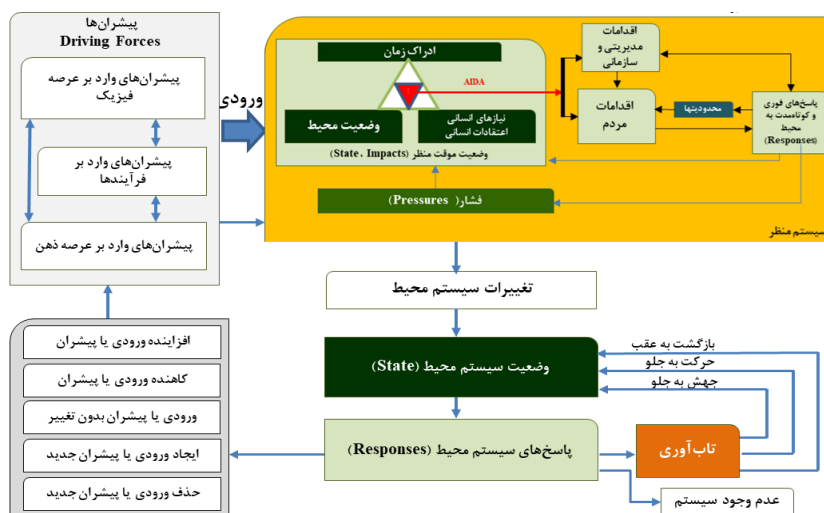 پیشران‌ها
Driving Forces
پیشران‌های وارد بر عرصه
فیزیک
پیشران‌های وارد بر
فرآیندها
پیشران‌های وارد بر عرصه ذهن
ورودی
ادراک زمان
وضعیت محیط
نیازهای انسانی
اعتقادات انسانی
وضعیت موقت منظر (State، Impacts)
AIDA
اقدامات
مدیریتی و
سازمانی
اقدامات
مردم
محدودیتها
پاسخ‌های فوری
و کوتاه‌مدت به
محیط
(Responses)
فشار( Pressures)
سیستم منظر
تغییرات سیستم محیط
وضعیت سیستم محیط (State)
بازگشت به عقب
حرکت به جلو
جهش به جلو
پاسخ‌های سیستم محیط (Responses)
تاب‌آوری
عدم وجود سیستم
افزاینده ورودی یا پیشران
کاهنده ورودی یا پیشران
ورودی یا پیشران بدون تغییر
ایجاد ورودی یا پیشران جدید
حذف ورودی یا پیشران جدید